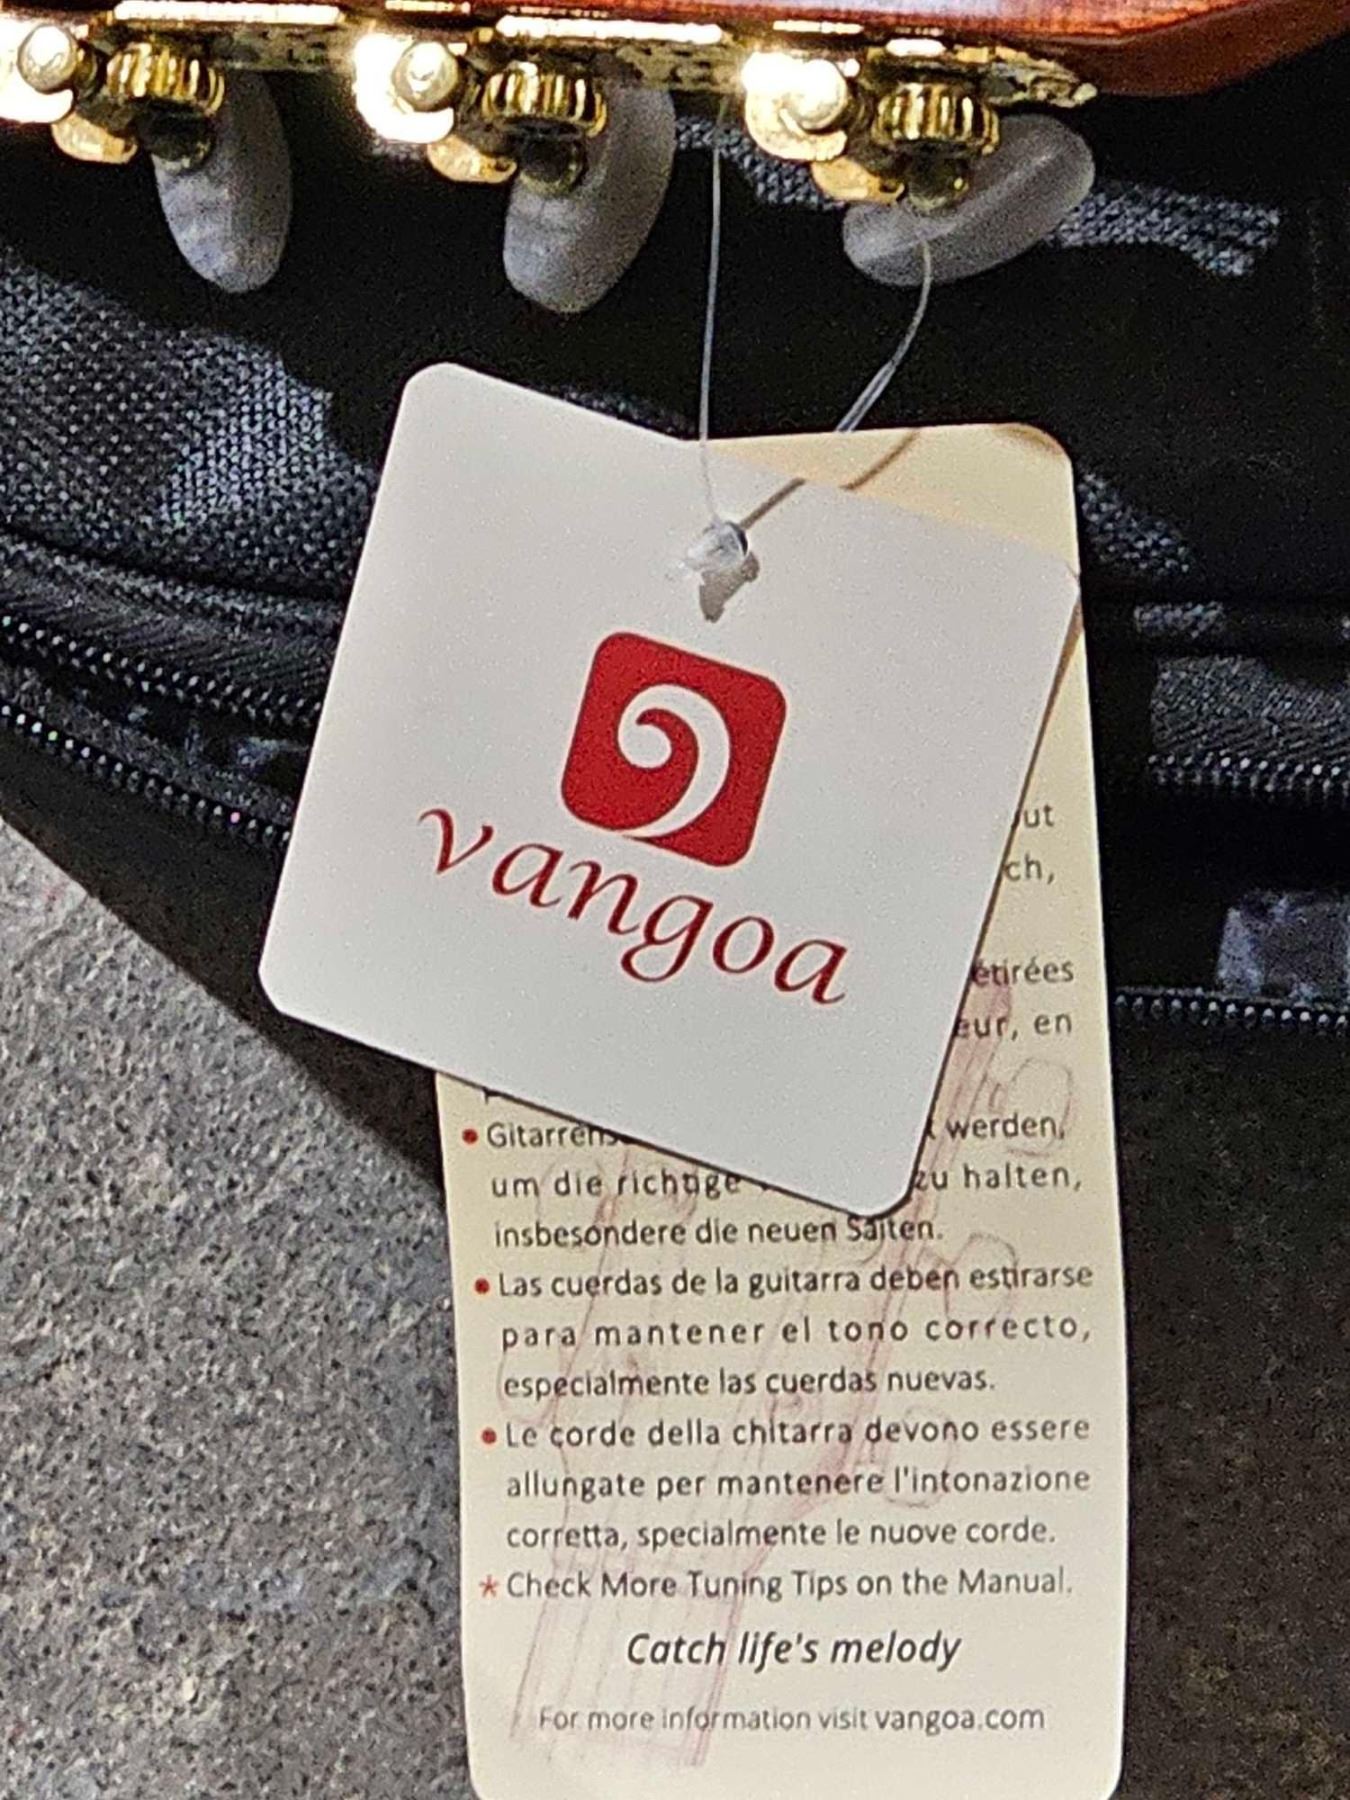 vangoa
ut
ch,
étirées
eur, en
werden,
um die richtige zu halten,
insbesondere die neuen Saiten.
• Las cuerdas de la guitarra deben estirarse
para mantener el tono correcto,
especialmente las cuerdas nuevas.
• Le corde della chitarra devono essere
allungate per mantenere l'intonazione
corretta, specialmente le nuove corde.
* Check More Tuning Tips on the Manual.
Catch life's melody
For more information visit vangoa.com